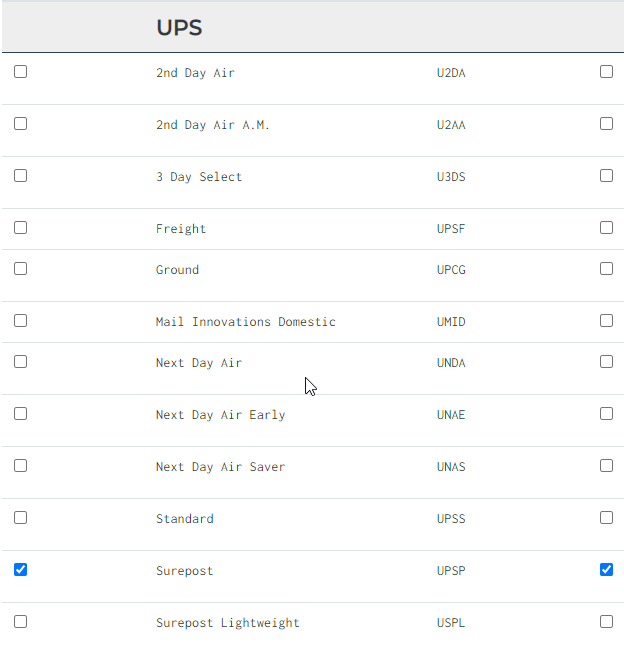 UPS
2nd Day Air U2DA
2nd Day Air A.M. U2AA
3 Day Select U3DS
Freight UPSF
Ground UPCG
Mail Innovations Domestic UMID
Next Day Air UNDA
Next Day Air Early UNAE
Next Day Air Saver UNAS
Standard UPSS
Surepost UPSP
Surepost Lightweight USPL